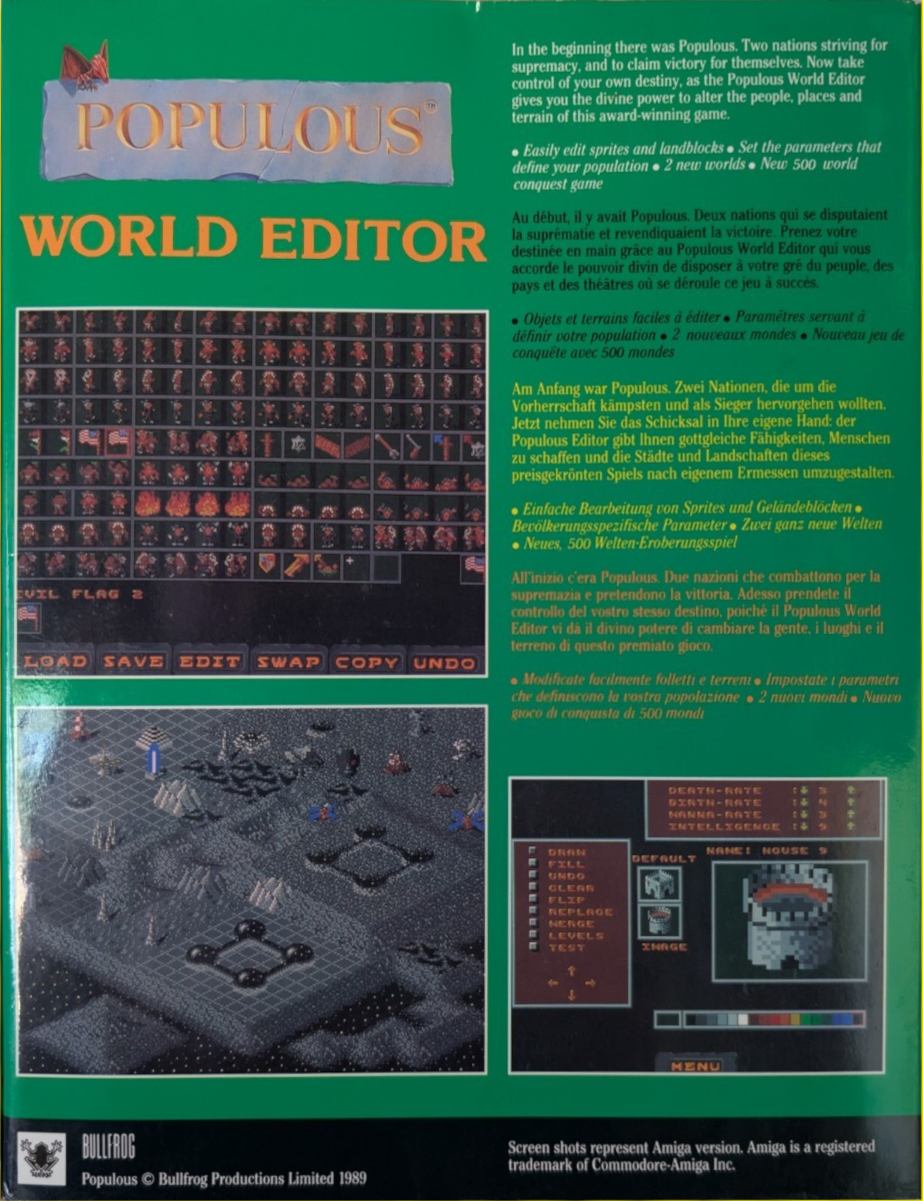 POPULOUS™
WORLD EDITOR
EVIL FLAG 2
LOAD SAVE EDIT SWAP COPY UNDO
In the beginning there was Populous. Two nations striving for
supremacy, and to claim victory for themselves. Now take
control of your own destiny, as the Populous World Editor
gives you the divine power to alter the people, places and
terrain of this award-winning game.
• Easily edit sprites and landblocks • Set the parameters that
define your population • 2 new worlds • New 500 world
conquest game
Au début, il y avait Populous. Deux nations qui se disputaient
la suprématie et revendiquaient la victoire. Prenez votre
destinée en main grâce au Populous World Editor qui vous
accorde le pouvoir divin de disposer à votre gré du peuple, des
pays et des théâtres où se déroule ce jeu à succès.
• Objets et terrains faciles à éditer • Paramètres servant à
définir votre population • 2 nouveaux mondes • Nouveau jeu de
conquête avec 500 mondes
Am Anfang war Populous. Zwei Nationen, die um die
Vorherrschaft kämpsten und als Sieger hervorgehen wollten.
Jetzt nehmen Sie das Schicksal in Ihre eigene Hand: der
Populous Editor gibt Ihnen gottgleiche Fähigkeiten, Menschen
zu schaffen und die Städte und Landschaften dieses
preisgekrönten Spiels nach eigenem Ermessen umzugestalten.
• Einfache Bearbeitung von Sprites und Geländeblöcken •
Bevölkerungsspezifische Parameter • Zwei ganz neue Welten
• Neues, 500 Welten-Eroberungsspiel
All'inizio c'era Populous. Due nazioni che combattono per la
supremazia e pretendono la vittoria. Adesso prendete il
controllo del vostro stesso destino, poiché il Populous World
Editor vi dà il divino potere di cambiare la gente, i luoghi e il
terreno di questo premiato gioco.
• Modificate facilmente folletti e terreni • Impostate i parametri
che definiscono la vostra popolazione • 2 nuovi mondi • Nuovo
gioco di conquista di 500 mondi
DEATH-RATE : 3
BIRTH-RATE : 4
MANNA-RATE : 3
INTELLIGENCE : 9
NAME: HOUSE 9
DEFAULT
DRAW
FILL
UNDO
CLEAR
FLIP
REPLACE
MERGE
LEVELS
TEST
IMAGE
MENU
BULLFROG
Populous © Bullfrog Productions Limited 1989
Screen shots represent Amiga version. Amiga is a registered
trademark of Commodore-Amiga Inc.